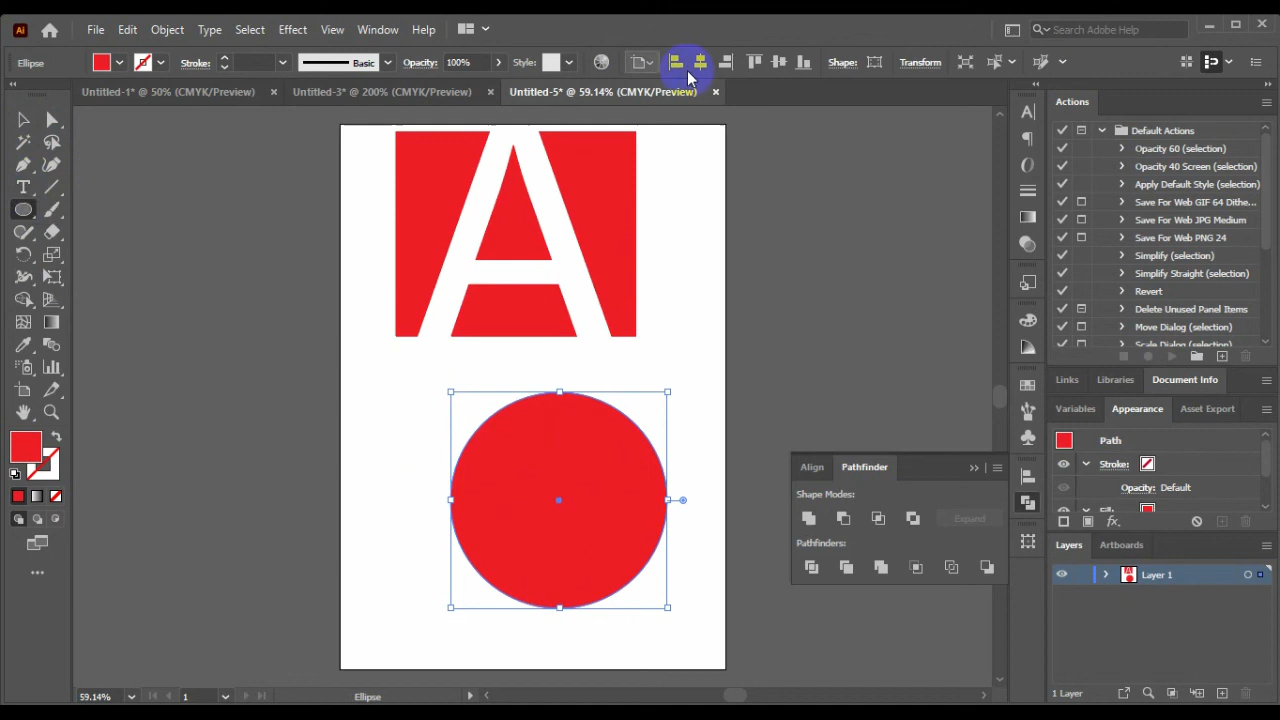 Ai File Edit Object Type Select Effect View Window Help Search Adobe Help
Ellipse Stroke: Basic Opacity: 100% Style: Shape: Transform
Untitled-1* @ 50% (CMYK/Preview) × Untitled-3* @ 200% (CMYK/Preview) × Untitled-5* @ 59.14% (CMYK/Preview) ×
Actions
Default Actions
Opacity 60 (selection)
Opacity 40 Screen (selection)
Apply Default Style (selection)
Save For Web GIF 64 Dithe...
Save For Web JPG Medium
Save For Web PNG 24
Simplify (selection)
Simplify Straight (selection)
Revert
Delete Unused Panel Items
Move Dialog (selection)
Scale Dialog (selection)
A
Links Libraries Document Info
Variables Appearance Asset Export
Path
Stroke:
Opacity: Default
Fill:
Align Pathfinder
Shape Modes:
Expand
Pathfinders:
Layers Artboards
Layer 1
59.14% 1 Ellipse
1 Layer